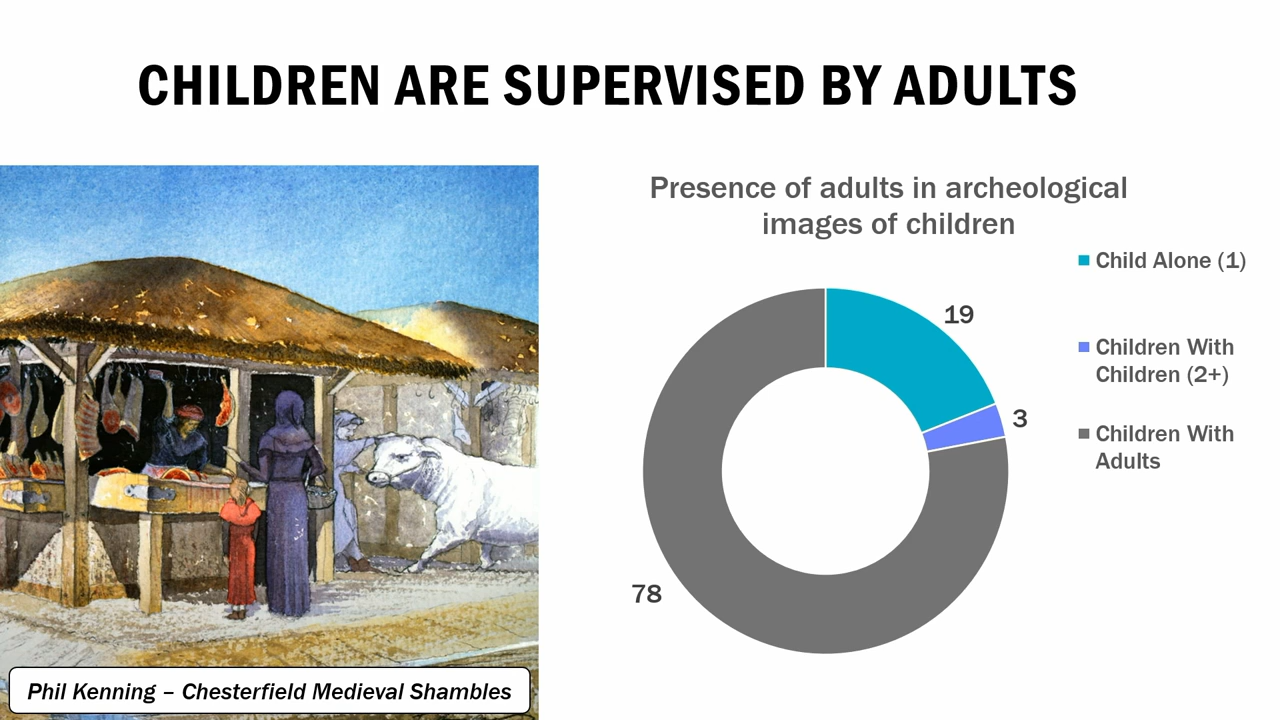 CHILDREN ARE SUPERVISED BY ADULTS
Presence of adults in archeological
images of children
Child Alone (1)
19
Children With
Children (2+)
3
Children With
Adults
78
Phil Kenning – Chesterfield Medieval Shambles